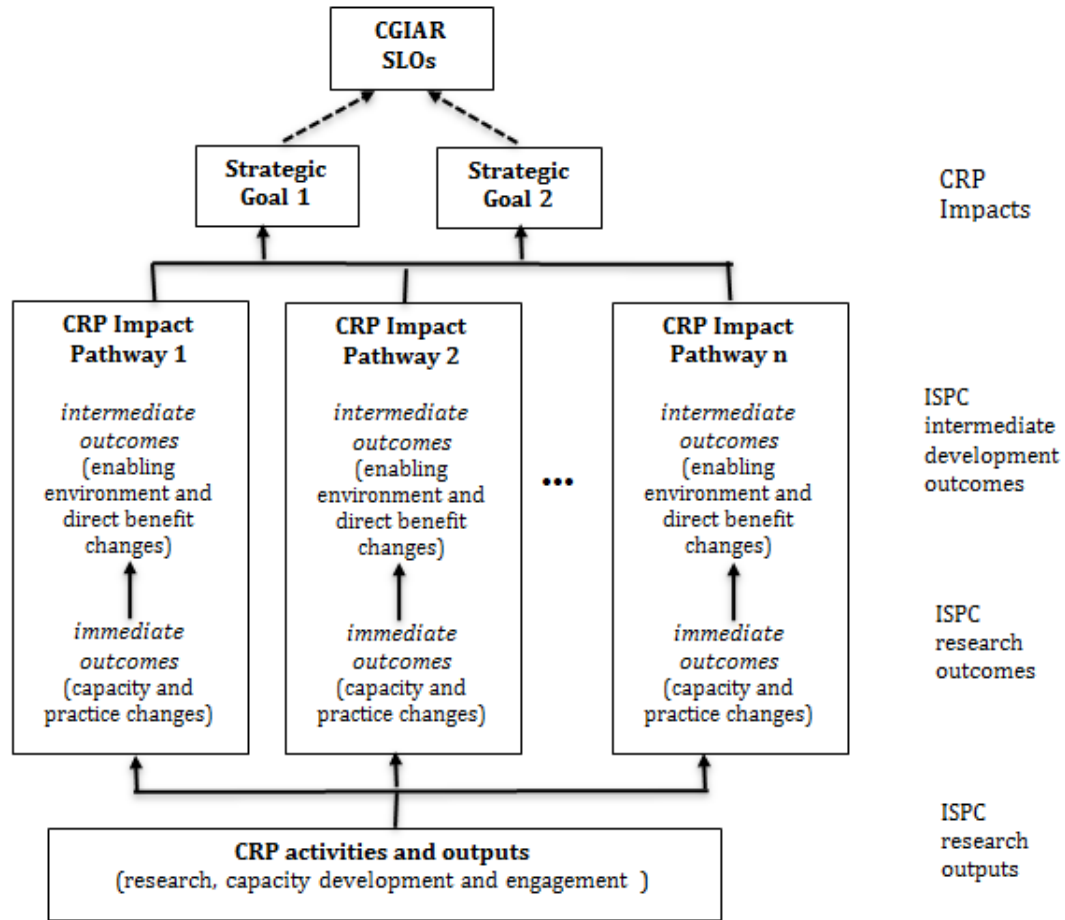 CGIAR
SLOs
Strategic
Goal 1
Strategic
Goal 2
CRP
Impacts
CRP Impact
Pathway 1
intermediate
outcomes
(enabling
environment and
direct benefit
changes)
immediate
outcomes
(capacity and
practice changes)
CRP Impact
Pathway 2
intermediate
outcomes
(enabling
environment and
direct benefit
changes)
immediate
outcomes
(capacity and
practice changes)
...
CRP Impact
Pathway n
intermediate
outcomes
(enabling
environment and
direct benefit
changes)
immediate
outcomes
(capacity and
practice changes)
ISPC
intermediate
development
outcomes
ISPC
research
outcomes
CRP activities and outputs
(research, capacity development and engagement )
ISPC
research
outputs